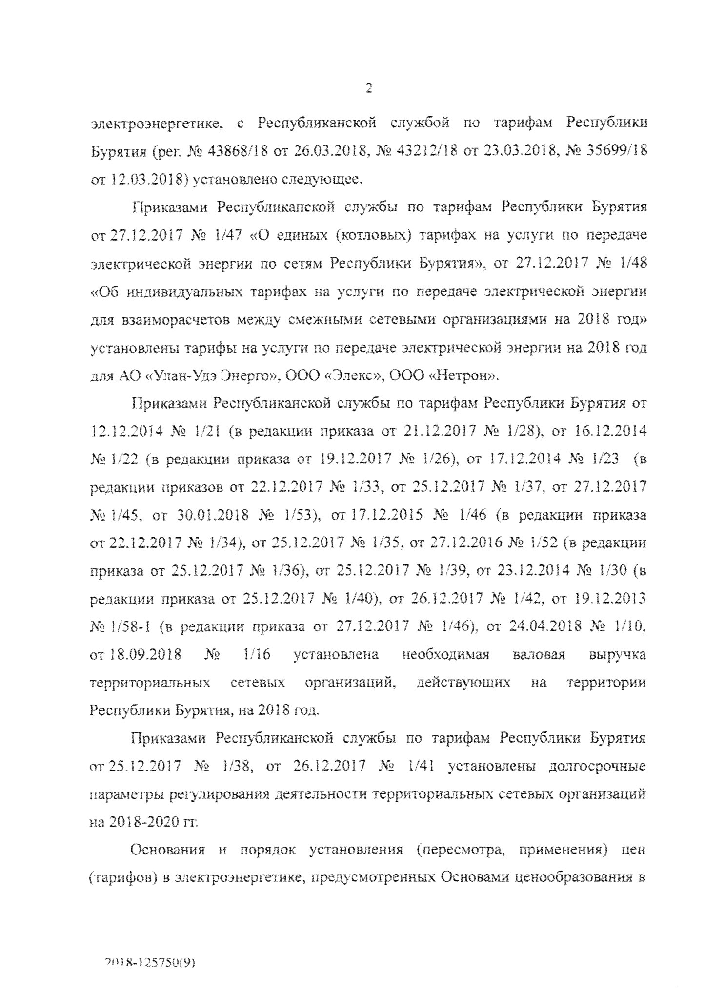 2
электроэнергетике, с Республиканской службой по тарифам Республики
Бурятия (рег. № 43868/18 от 26.03.2018, № 43212/18 от 23.03.2018, № 35699/18
от 12.03.2018) установлено следующее.
Приказами Республиканской службы по тарифам Республики Бурятия
от 27.12.2017 № 1/47 «О единых (котловых) тарифах на услуги по передаче
электрической энергии по сетям Республики Бурятия», от 27.12.2017 № 1/48
«Об индивидуальных тарифах на услуги по передаче электрической энергии
для взаиморасчетов между смежными сетевыми организациями на 2018 год»
установлены тарифы на услуги по передаче электрической энергии на 2018 год
для АО «Улан-Удэ Энерго», ООО «Элекс», ООО «Нетрон».
Приказами Республиканской службы по тарифам Республики Бурятия от
12.12.2014 № 1/21 (в редакции приказа от 21.12.2017 № 1/28), от 16.12.2014
№ 1/22 (в редакции приказа от 19.12.2017 № 1/26), от 17.12.2014 № 1/23 (в
редакции приказов от 22.12.2017 № 1/33, от 25.12.2017 № 1/37, от 27.12.2017
№ 1/45, от 30.01.2018 № 1/53), от 17.12.2015 № 1/46 (в редакции приказа
от 22.12.2017 № 1/34), от 25.12.2017 № 1/35, от 27.12.2016 № 1/52 (в редакции
приказа от 25.12.2017 № 1/36), от 25.12.2017 № 1/39, от 23.12.2014 № 1/30 (в
редакции приказа от 25.12.2017 № 1/40), от 26.12.2017 № 1/42, от 19.12.2013
№ 1/58-1 (в редакции приказа от 27.12.2017 № 1/46), от 24.04.2018 № 1/10,
от 18.09.2018 № 1/16 установлена необходимая валовая выручка
территориальных сетевых организаций, действующих на территории
Республики Бурятия, на 2018 год.
Приказами Республиканской службы по тарифам Республики Бурятия
от 25.12.2017 № 1/38, от 26.12.2017 № 1/41 установлены долгосрочные
параметры регулирования деятельности территориальных сетевых организаций
на 2018-2020 гг.
Основания и порядок установления (пересмотра, применения) цен
(тарифов) в электроэнергетике, предусмотренных Основами ценообразования в
2018-125750(9)